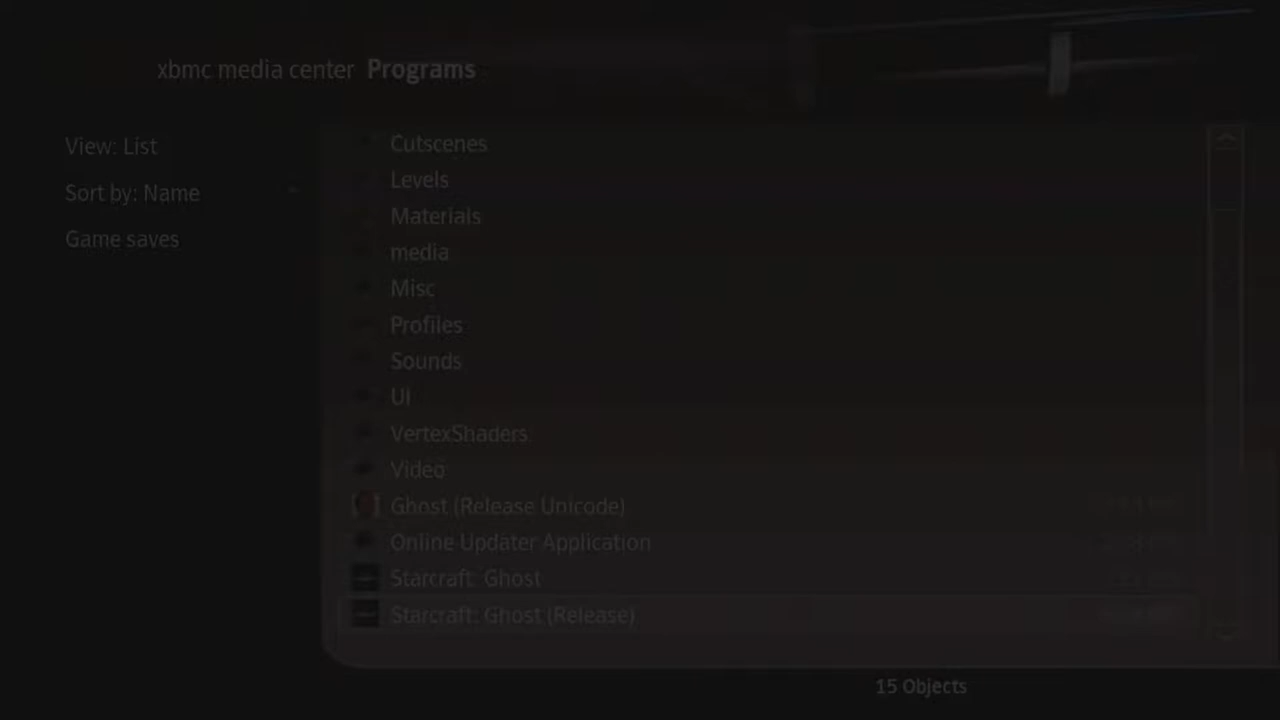 xbmc media center Programs
View: List
Sort by: Name
Game saves
Cutscenes
Levels
Materials
media
Misc
Profiles
Sounds
UI
VertexShaders
Video
Ghost (Release Unicode)
Online Updater Application
Starcraft: Ghost
Starcraft: Ghost (Release)
15 Objects